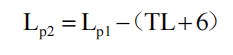 Lp2 = Lp1 −（TL+6）